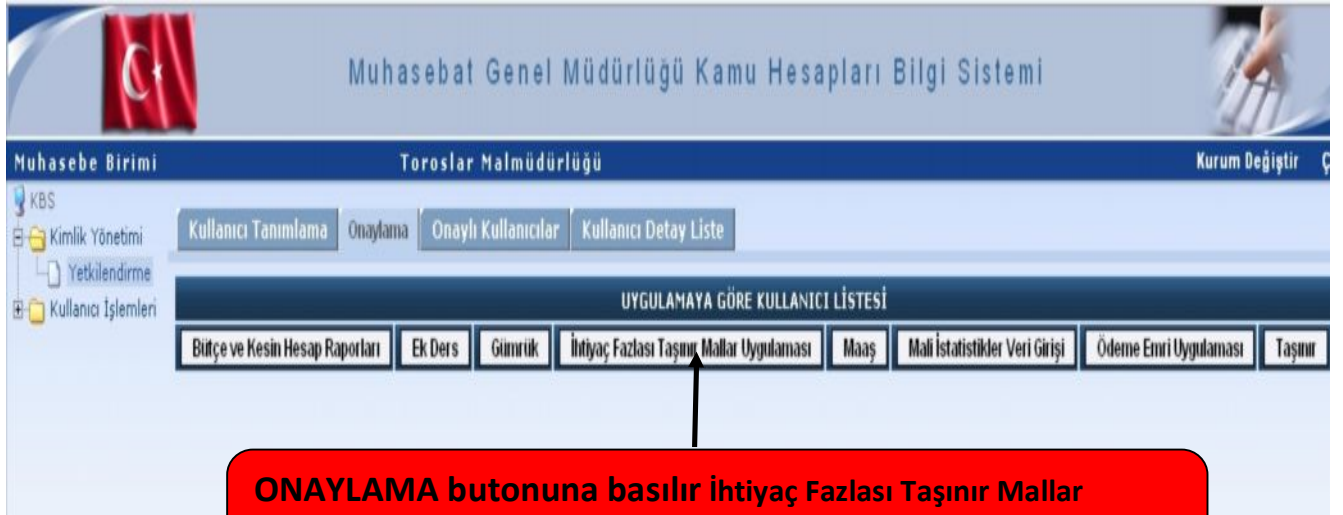 Muhasebat Genel Müdürlüğü Kamu Hesapları Bilgi Sistemi
Muhasebe Birimi Toroslar Malmüdürlüğü Kurum Değiştir Ç
KBS
Kimlik Yönetimi
Yetkilendirme
Kullanıcı İşlemleri
Kullanıcı Tanımlama Onaylama Onaylı Kullanıcılar Kullanıcı Detay Liste
UYGULAMAYA GÖRE KULLANICI LİSTESİ
Bütçe ve Kesin Hesap Raporları Ek Ders Gümrük İhtiyaç Fazlası Taşınır Mallar Uygulaması Maaş Mali İstatistikler Veri Girişi Ödeme Emri Uygulaması Taşınır
ONAYLAMA butonuna basılır İhtiyaç Fazlası Taşınır Mallar